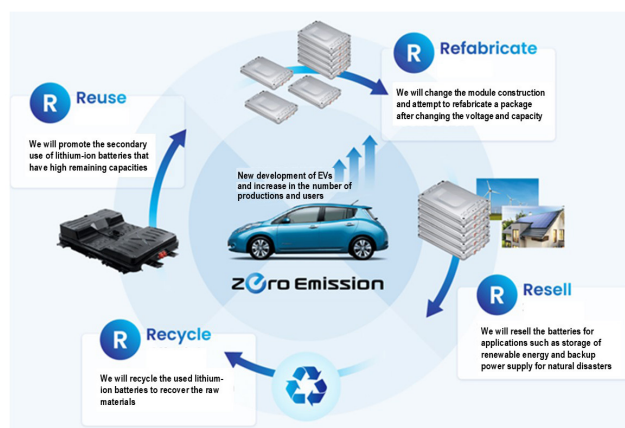 R Refabricate
We will change the module construction
and attempt to refabricate a package
after changing the voltage and capacity
R Reuse
We will promote the secondary
use of lithium-ion batteries that
have high remaining capacities
New development of EVs
and increase in the number of
productions and users
zero Emission
R Resell
We will resell the batteries for
applications such as storage of
renewable energy and backup
power supply for natural disasters
R Recycle
We will recycle the used lithium-
ion batteries to recover the raw
materials